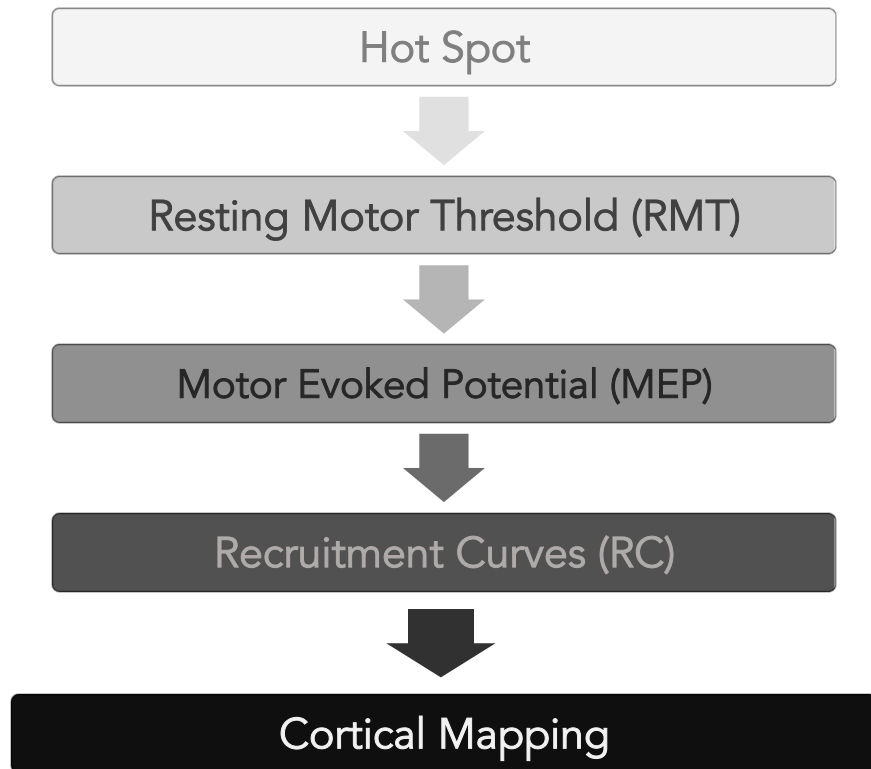 Hot Spot
Resting Motor Threshold (RMT)
Motor Evoked Potential (MEP)
Recruitment Curves (RC)
Cortical Mapping